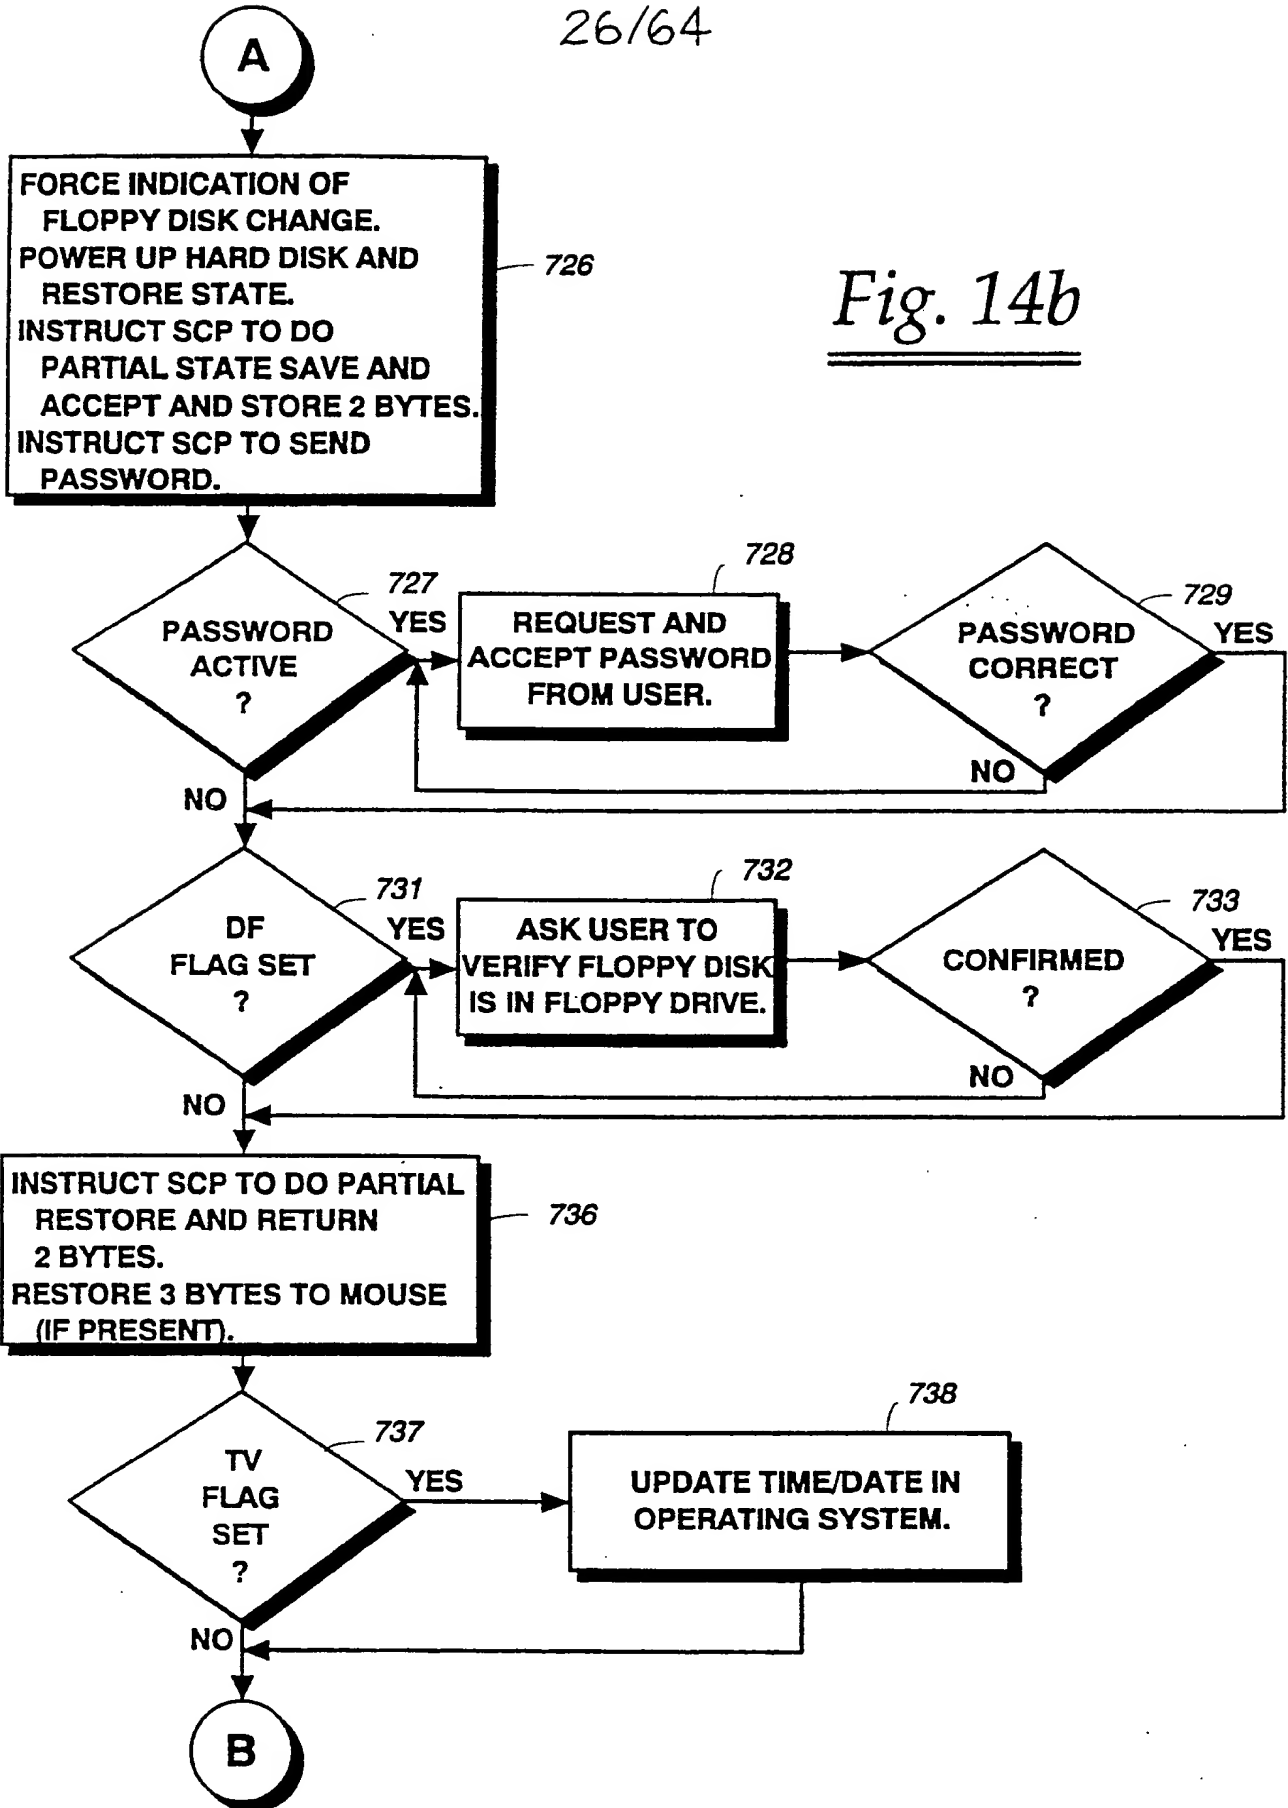 26/64
A
FORCE INDICATION OF
FLOPPY DISK CHANGE.
POWER UP HARD DISK AND
RESTORE STATE.
INSTRUCT SCP TO DO
PARTIAL STATE SAVE AND
ACCEPT AND STORE 2 BYTES.
INSTRUCT SCP TO SEND
PASSWORD.
726
Fig. 14b
727
PASSWORD
ACTIVE
?
YES
NO
728
REQUEST AND
ACCEPT PASSWORD
FROM USER.
729
PASSWORD
CORRECT
?
YES
NO
731
DF
FLAG SET
?
YES
NO
732
ASK USER TO
VERIFY FLOPPY DISK
IS IN FLOPPY DRIVE.
733
CONFIRMED
?
YES
NO
INSTRUCT SCP TO DO PARTIAL
RESTORE AND RETURN
2 BYTES.
RESTORE 3 BYTES TO MOUSE
(IF PRESENT).
736
737
TV
FLAG
SET
?
YES
NO
738
UPDATE TIME/DATE IN
OPERATING SYSTEM.
B